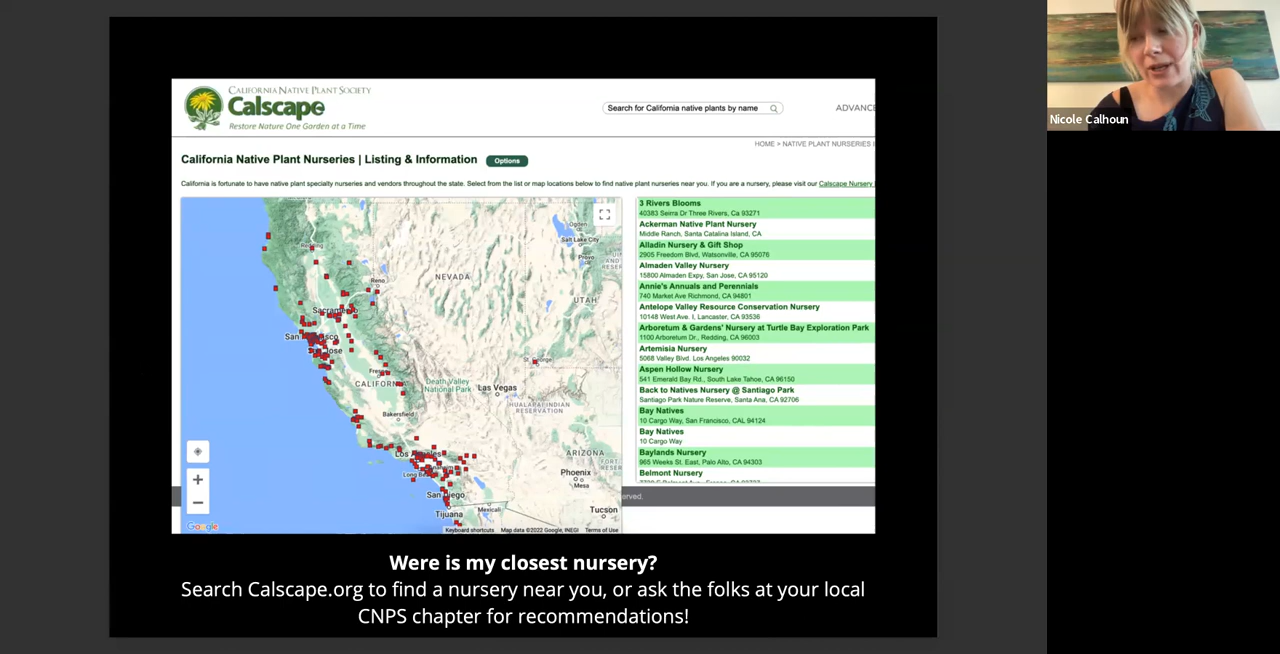 CALIFORNIA NATIVE PLANT SOCIETY
Calscape
Restore Nature One Garden at a Time
Search for California native plants by name
ADVANCE
HOME > NATIVE PLANT NURSERIES
California Native Plant Nurseries | Listing & Information
Options
California is fortunate to have native plant specialty nurseries and vendors throughout the state. Select from the list or map locations below to find native plant nurseries near you. If you are a nursery, please visit our Calscape Nursery
Redding
Reno
NEVADA
Ogden
Salt Lake City
Provo
UTAH
Sacramento
San Francisco
Jose
St. George
CALIFORNIA
Death Valley
National Park
Las Vegas
HUALAPAI INDIAN
RESERVATION
Bakersfield
Los Angeles
Long
ARIZONA
Phoenix
Mesa
San Diego
Mexicali
Tijuana
Tucson
Google
Keyboard shortcuts
Map data ©2022 Google, INEGI
Terms of Use
3 Rivers Blooms
40383 Seirra Dr Three Rivers, Ca 93271
Ackerman Native Plant Nursery
Middle Ranch, Santa Catalina Island, CA
Alladin Nursery & Gift Shop
2905 Freedom Blvd, Watsonville, CA 95076
Almaden Valley Nursery
15800 Almaden Expy, San Jose, CA 95120
Annie's Annuals and Perennials
740 Market Ave Richmond, CA 94801
Antelope Valley Resource Conservation Nursery
10148 West Ave. I, Lancaster, CA 93536
Arboretum & Gardens' Nursery at Turtle Bay Exploration Park
1100 Arboretum Dr., Redding, CA 96003
Artemisia Nursery
5068 Valley Blvd. Los Angeles 90032
Aspen Hollow Nursery
541 Emerald Bay Rd., South Lake Tahoe, CA 96150
Back to Natives Nursery @ Santiago Park
Santiago Park Nature Reserve, Santa Ana, CA 92706
Bay Natives
10 Cargo Way, San Francisco, CAL 94124
Bay Natives
10 Cargo Way
Baylands Nursery
965 Weeks St. East, Palo Alto, CA 94303
Belmont Nursery
erved.
Were is my closest nursery?
Search Calscape.org to find a nursery near you, or ask the folks at your local
CNPS chapter for recommendations!
Nicole Calhoun